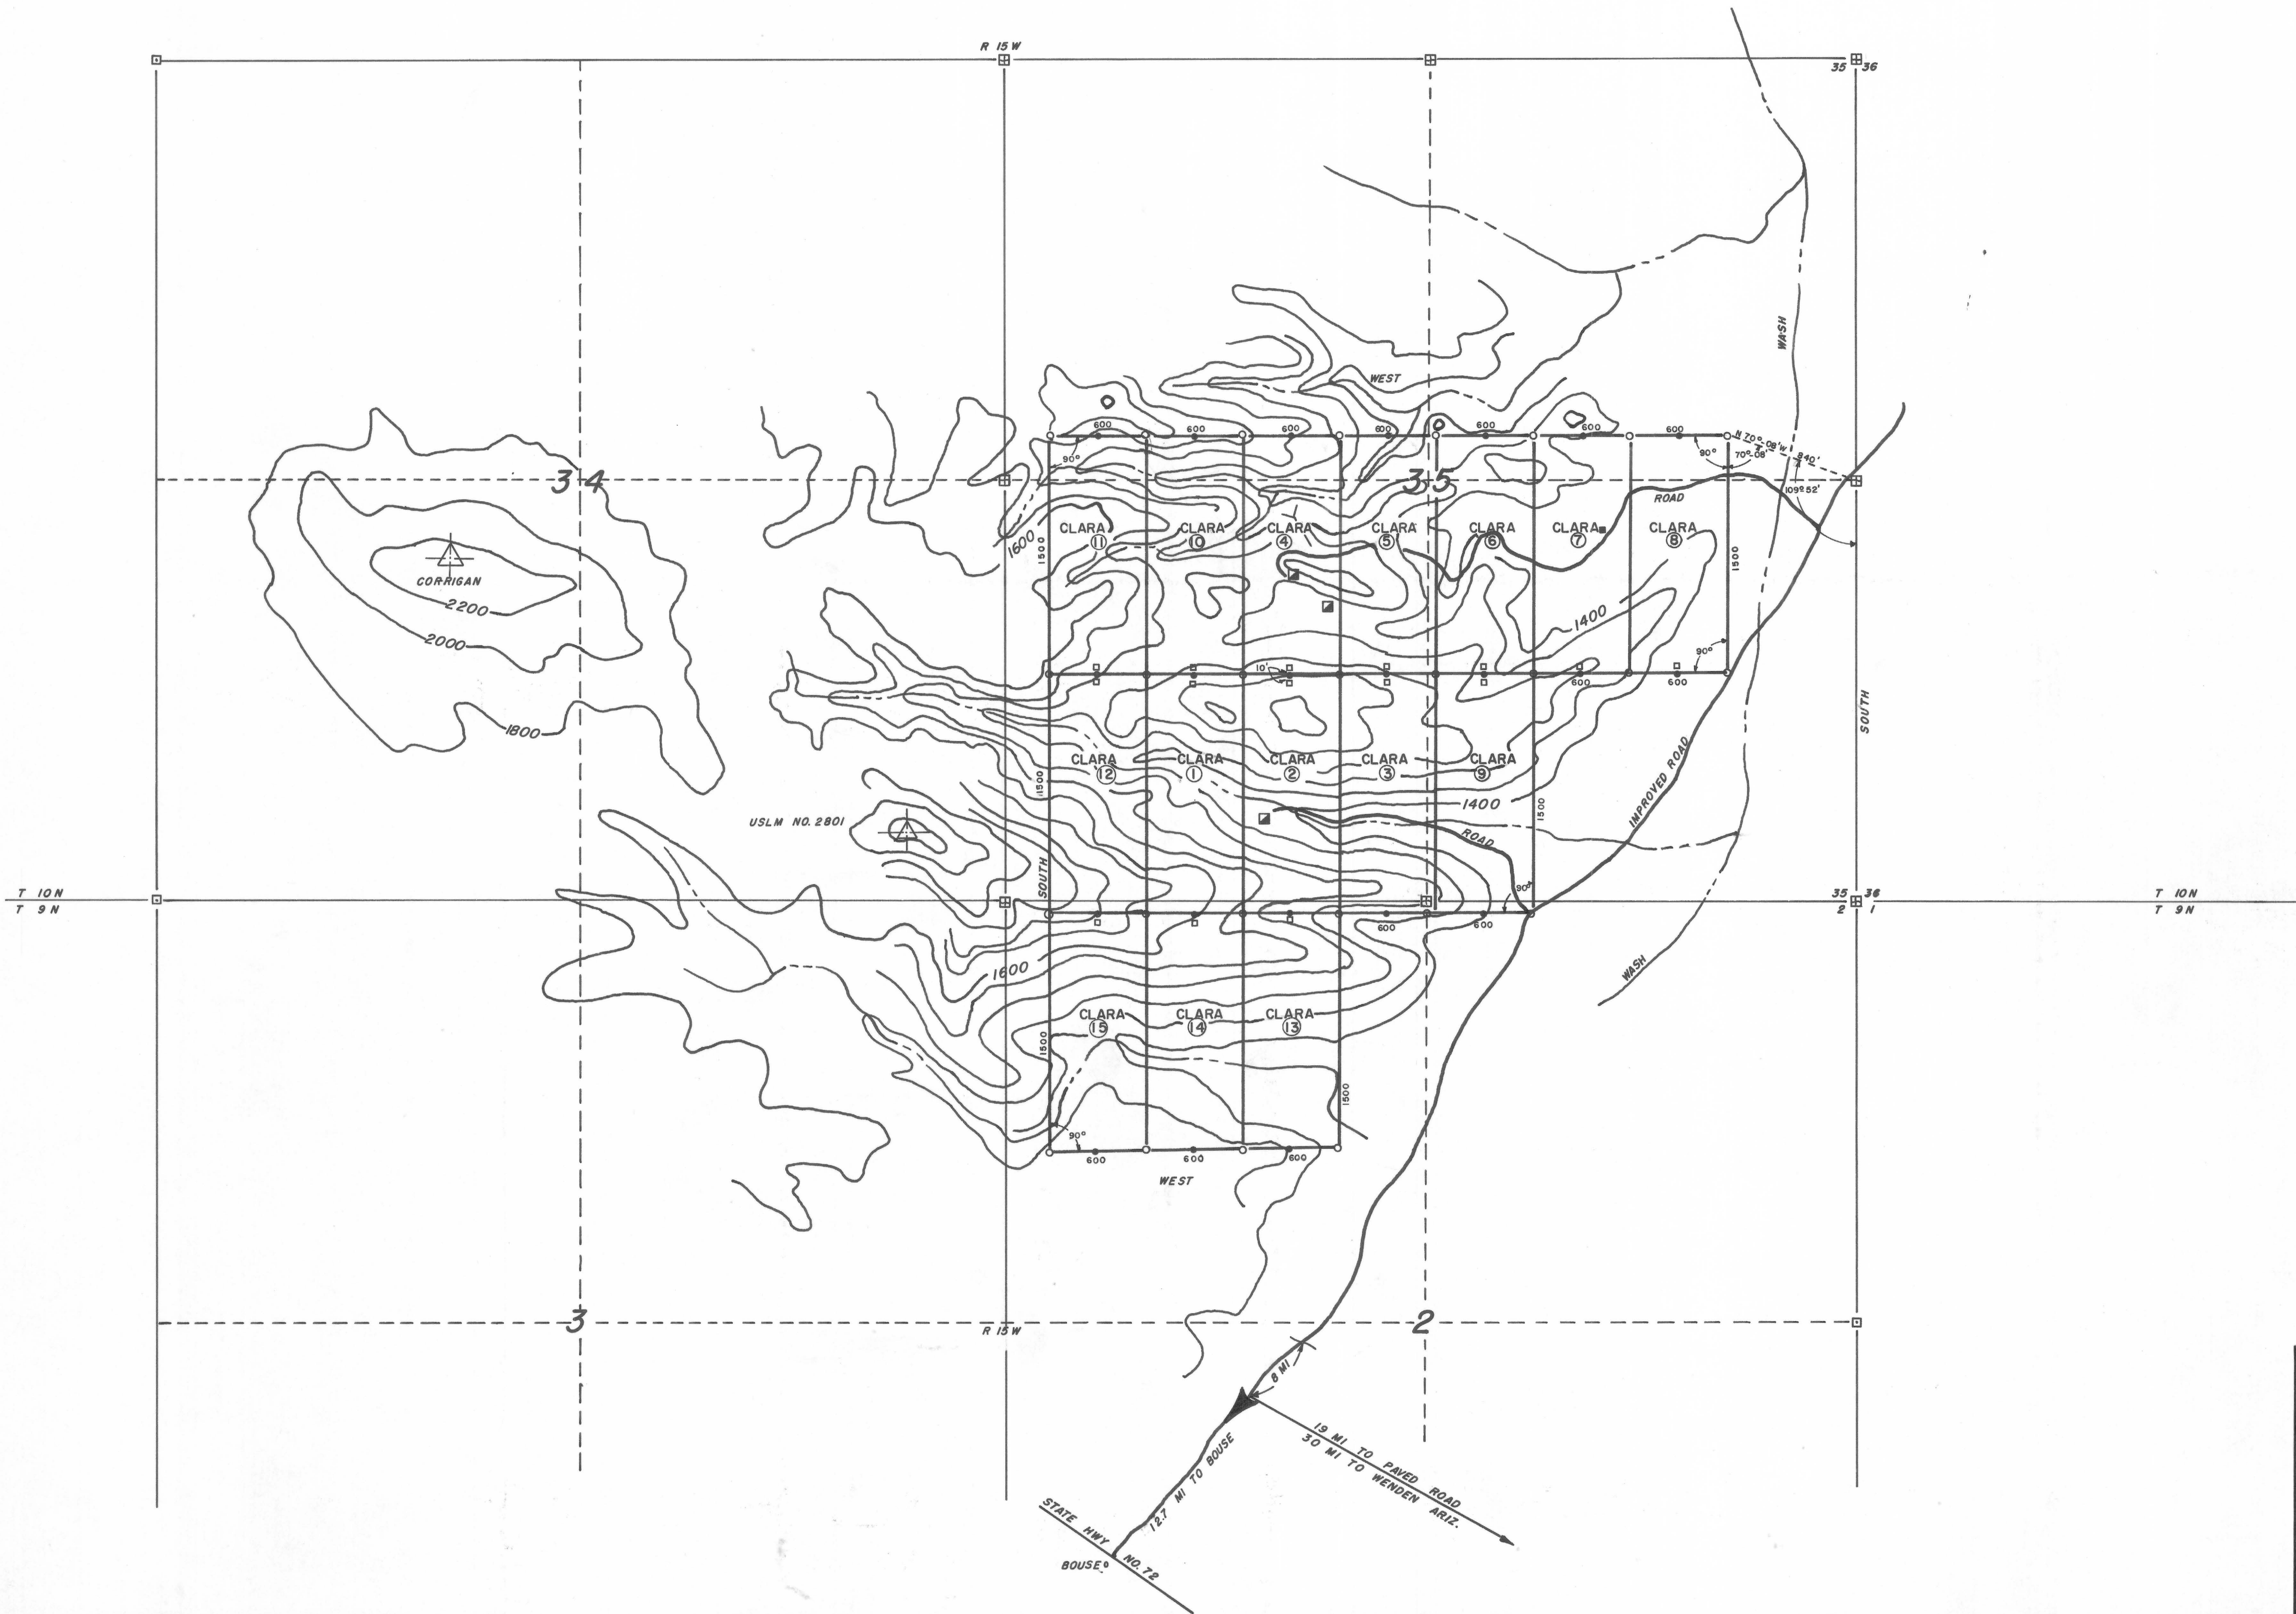 R 15 W
35 36
WEST
WASH
600 600 600 600 600 600 600
N 70°-08' W 840'
90°
90° 70°-08'
109° 52'
34
35
ROAD
1600
1500
CLARA 11
CLARA 10
CLARA 4
CLARA 5
CLARA 6
CLARA 7
CLARA 8
1500
CORRIGAN
2200
2000
1800
1400
90°
10'
600 600
SOUTH
CLARA 12
CLARA 1
CLARA 2
CLARA 3
CLARA 9
1500
1400
1500
IMPROVED ROAD
USLM NO. 2801
ROAD
SOUTH
90°
T 10 N
T 9 N
35 36
2 1
T 10 N
T 9 N
600 600
1600
WASH
CLARA 15
CLARA 14
CLARA 13
1500
1500
90°
600 600 600
WEST
3
R 15 W
2
8 MI
19 MI TO PAVED ROAD
30 MI TO WENDEN ARIZ.
12.7 MI TO BOUSE
STATE HWY NO. 72
BOUSE